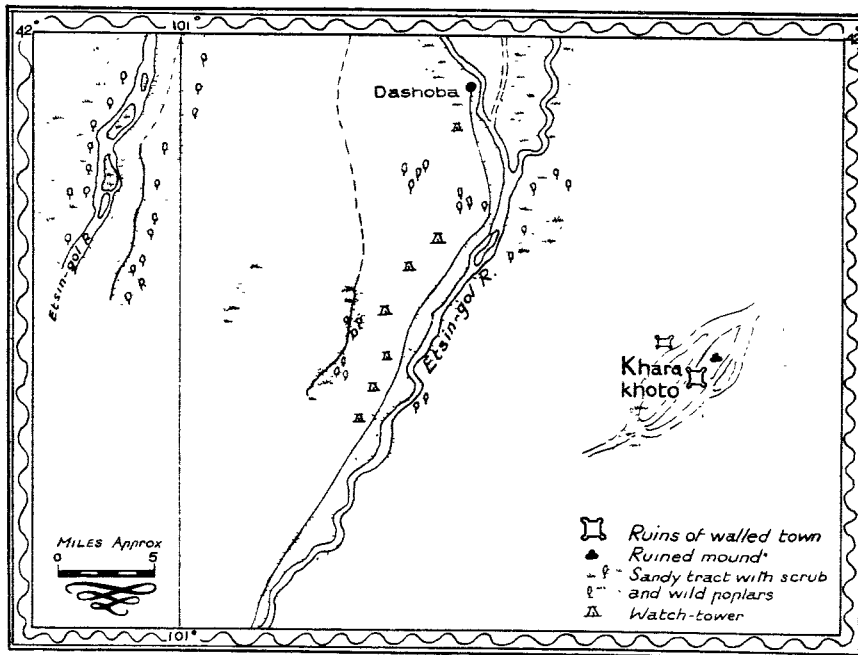 42°
101°
42°
Dashoba
Etsin-gol R.
Etsin-gol R.
Khara
khoto
MILES Approx
0 5
Ruins of walled town
Ruined mound
Sandy tract with scrub
and wild poplars
Watch-tower
101°